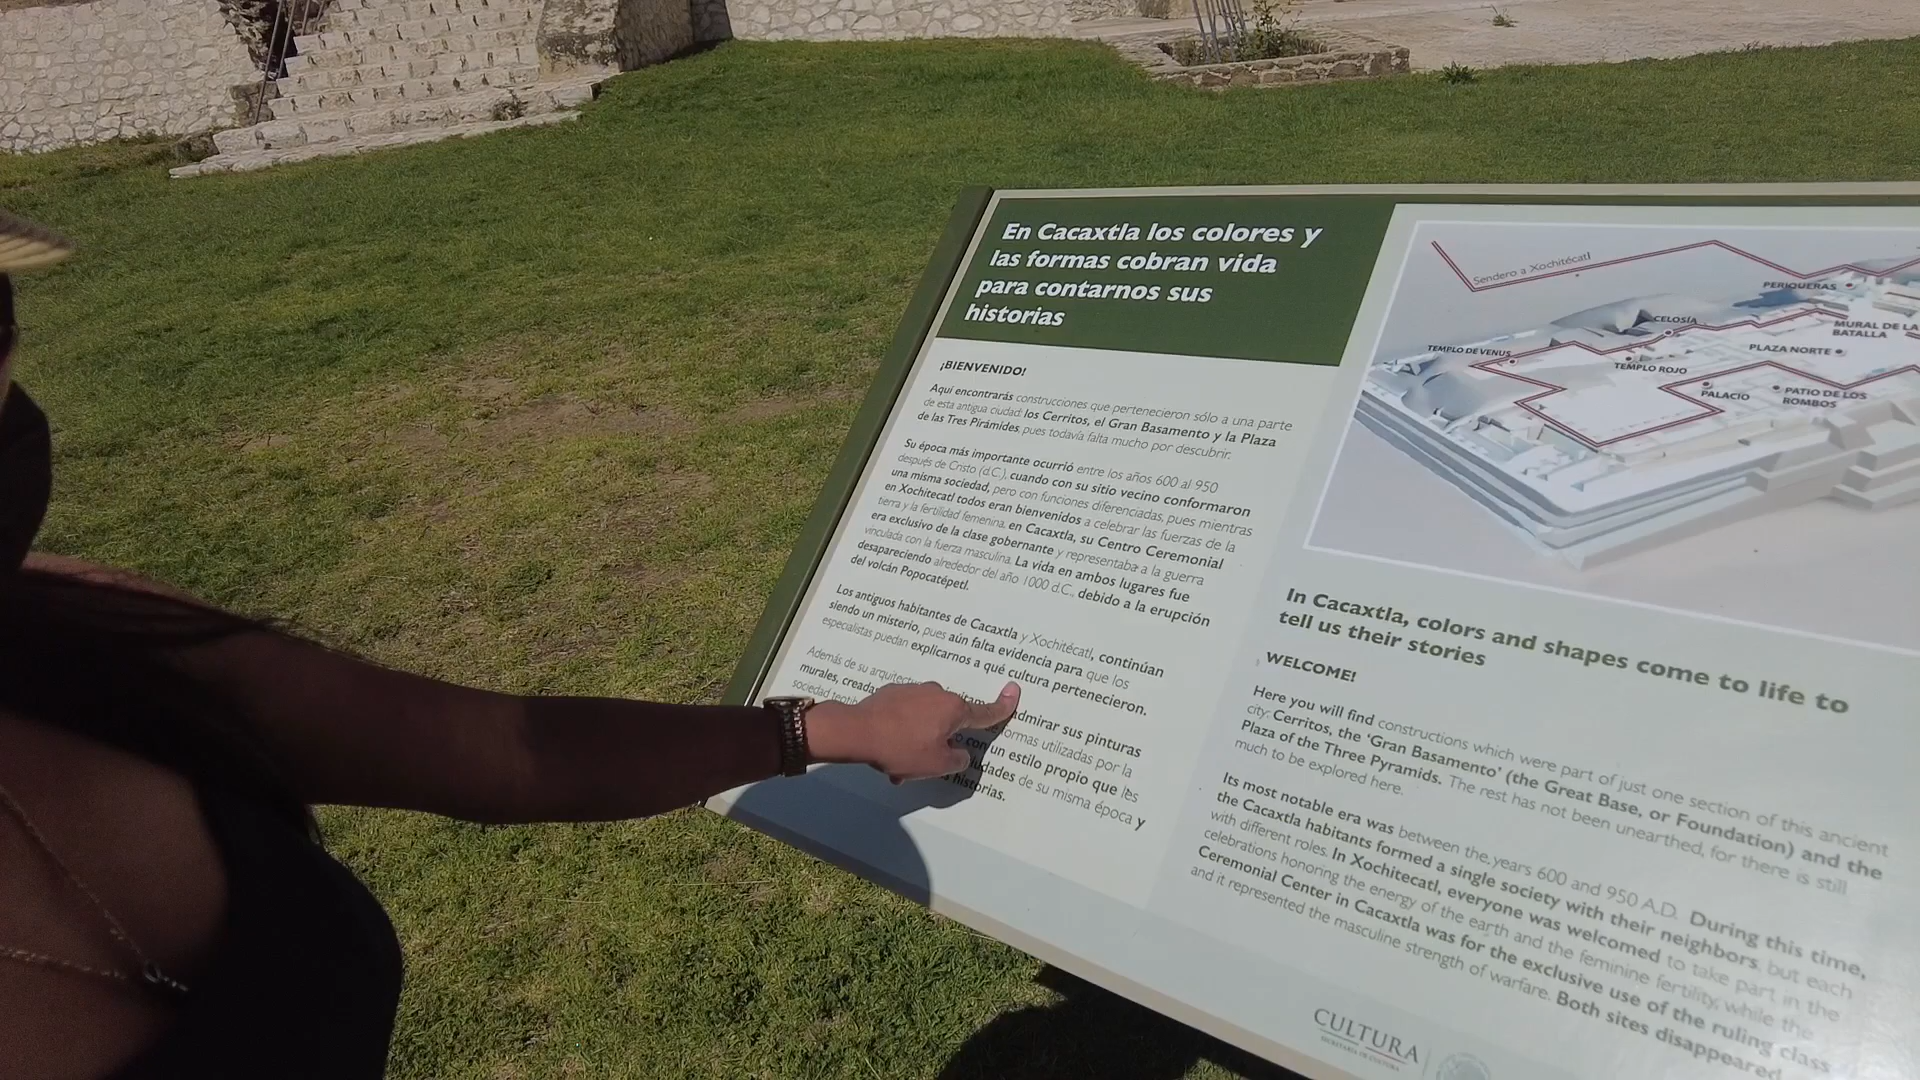 En Cacaxtla los colores y
las formas cobran vida
para contarnos sus
historias
¡BIENVENIDO!
Aquí encontrarás construcciones que pertenecieron sólo a una parte
de esta antigua ciudad: los Cerritos, el Gran Basamento y la Plaza
de las Tres Pirámides, pues todavía falta mucho por descubrir.
Su época más importante ocurrió entre los años 600 al 950
después de Cristo (d.C.), cuando con su sitio vecino conformaron
una misma sociedad, pero con funciones diferenciadas, pues mientras
en Xochitecatl todos eran bienvenidos a celebrar las fuerzas de la
tierra y la fertilidad femenina, en Cacaxtla, su Centro Ceremonial
era exclusivo de la clase gobernante y representaba a la guerra
vinculada con la fuerza masculina. La vida en ambos lugares fue
desapareciendo alrededor del año 1000 d.C., debido a la erupción
del volcán Popocatépetl.
Los antiguos habitantes de Cacaxtla y Xochitécatl, continúan
siendo un misterio, pues aún falta evidencia para que los
especialistas puedan explicarnos a qué cultura pertenecieron.
Además de su admirar sus pinturas
murales, formas utilizadas por la
sociedad con un estilo propio que les
de su misma época y
historias.
Sendero a Xochitécatl
PERIQUERAS
CELOSÍA
MURAL DE LA
BATALLA
TEMPLO DE VENUS
PLAZA NORTE
TEMPLO ROJO
PALACIO
PATIO DE LOS
ROMBOS
In Cacaxtla, colors and shapes come to life to
tell us their stories
WELCOME!
Here you will find constructions which were part of just one section of this ancient
city: Cerritos, the 'Gran Basamento' (the Great Base, or Foundation) and the
Plaza of the Three Pyramids. The rest has not been unearthed, for there is still
much to be explored here.
Its most notable era was between the years 600 and 950 A.D. During this time,
the Cacaxtla habitants formed a single society with their neighbors, but each
with different roles. In Xochitecatl, everyone was welcomed to take part in the
celebrations honoring the energy of the earth and the feminine fertility, while the
Ceremonial Center in Cacaxtla was for the exclusive use of the ruling class
and it represented the masculine strength of warfare. Both sites disappeared
CULTURA
SECRETARÍA DE CULTURA